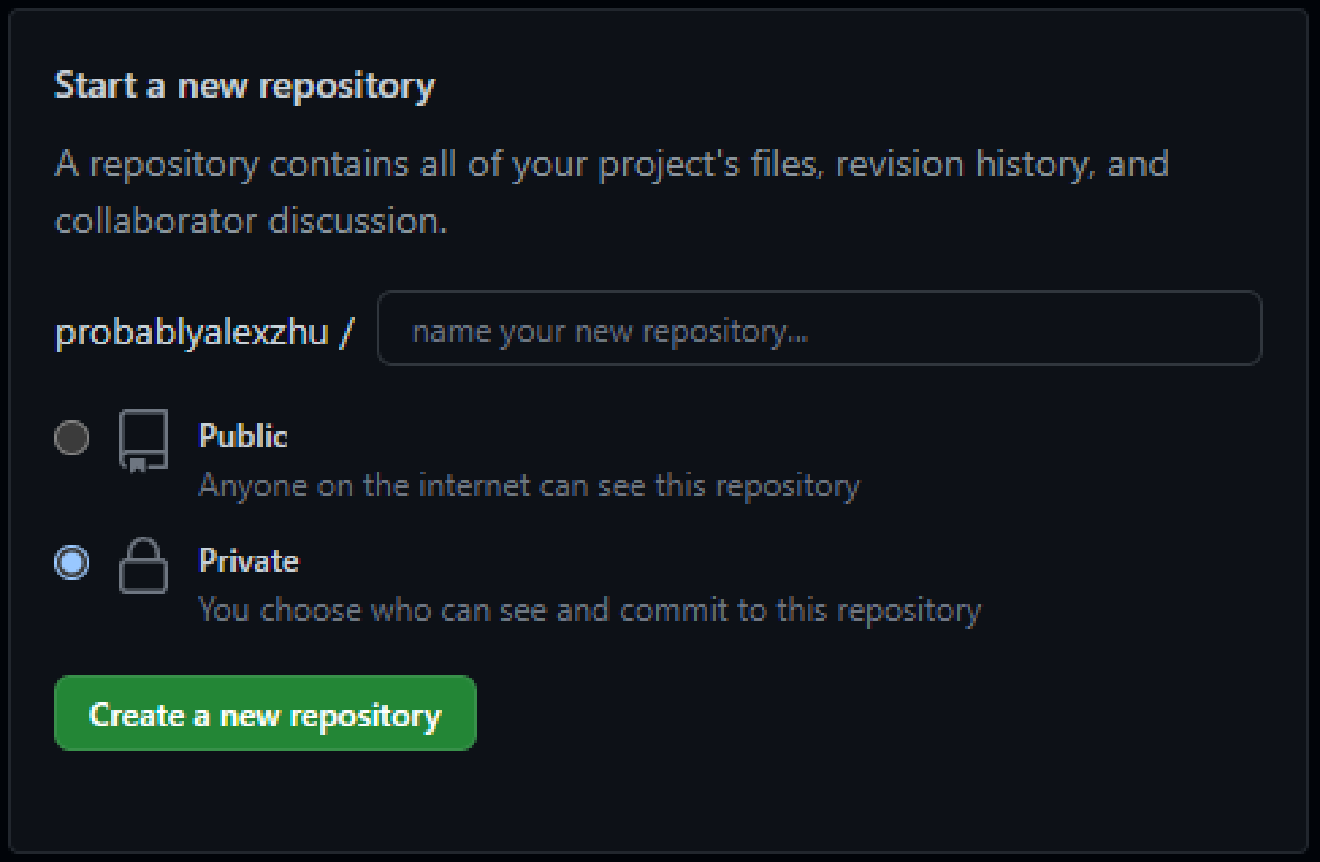 Start a new repository
A repository contains all of your project's files, revision history, and
collaborator discussion.
probablyalexzhu / name your new repository...
Public
Anyone on the internet can see this repository
Private
You choose who can see and commit to this repository
Create a new repository